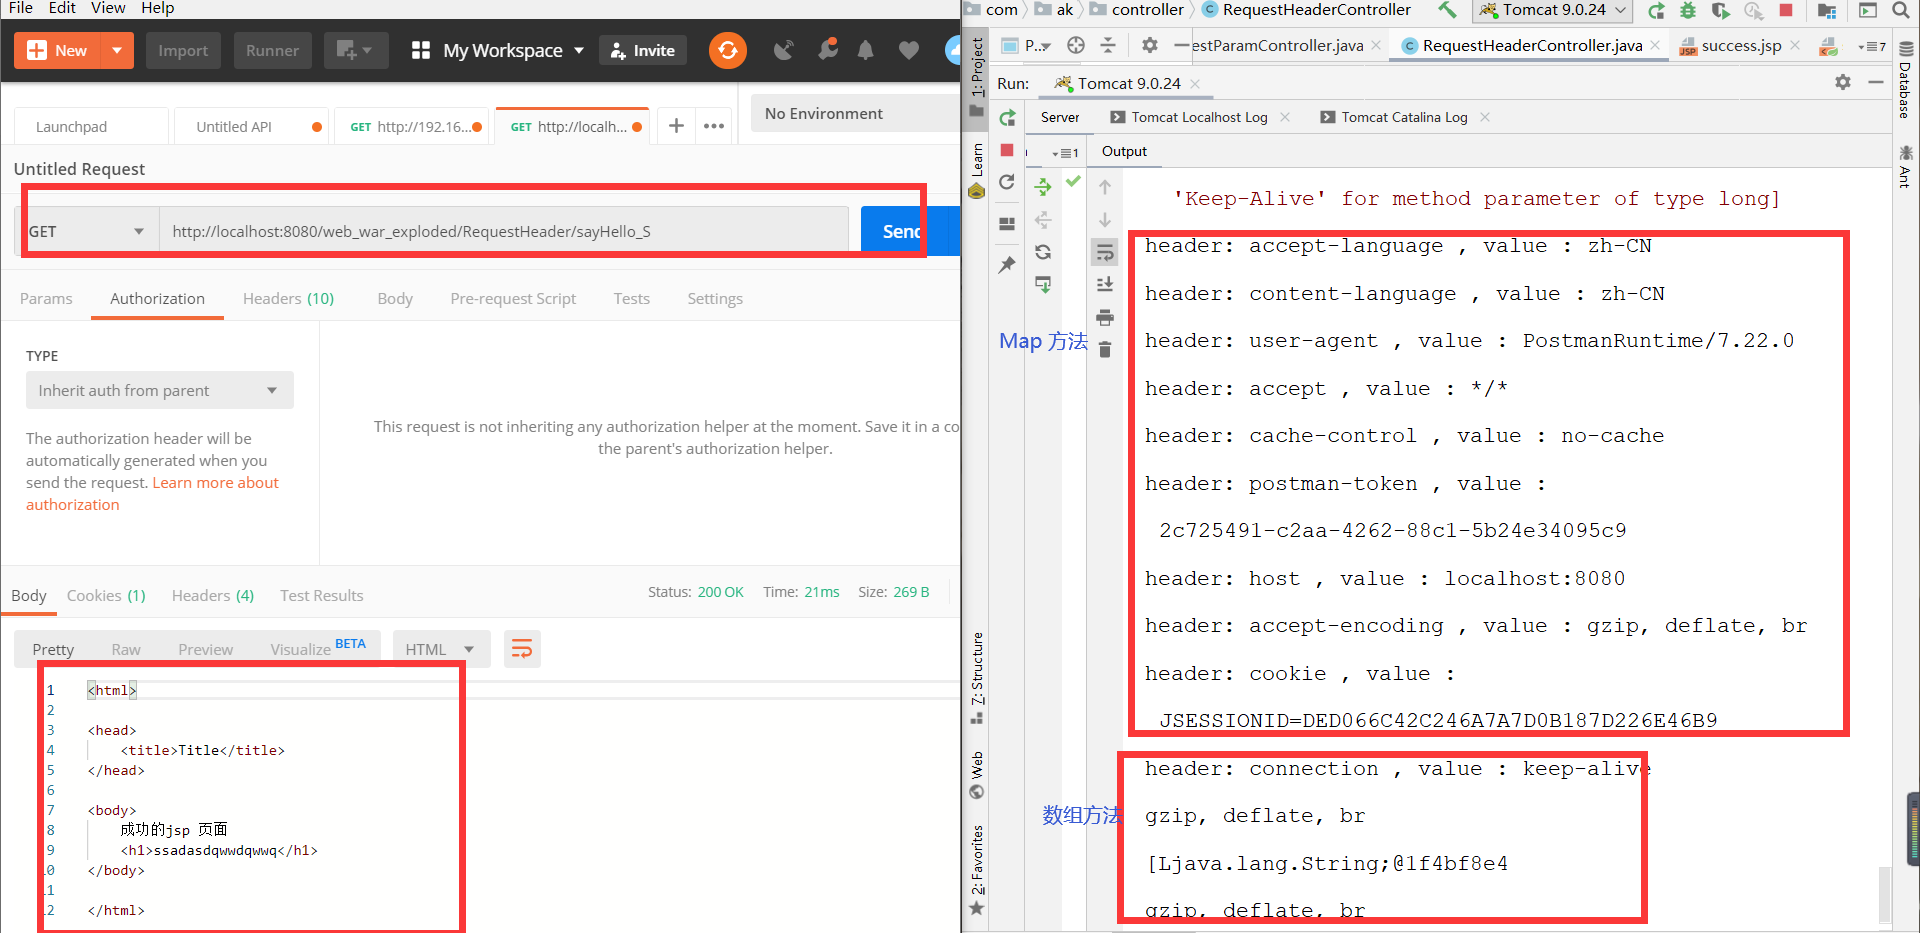 File Edit View Help
New
Import
Runner
My Workspace
Invite
Launchpad
Untitled API
GET http://192.16...
GET http://localh...
No Environment
Untitled Request
GET
http://localhost:8080/web_war_exploded/RequestHeader/sayHello_S
Send
Params
Authorization
Headers (10)
Body
Pre-request Script
Tests
Settings
TYPE
Inherit auth from parent
The authorization header will be
automatically generated when you
send the request. Learn more about
authorization
This request is not inheriting any authorization helper at the moment. Save it in a co
the parent's authorization helper.
Body
Cookies (1)
Headers (4)
Test Results
Status: 200 OK
Time: 21ms
Size: 269 B
Pretty
Raw
Preview
Visualize BETA
HTML
1 <html>
2
3 <head>
4 <title>Title</title>
5 </head>
6
7 <body>
8 成功的jsp 页面
9 <h1>ssadasdqwwdqwwq</h1>
10 </body>
11
12 </html>
com
ak
controller
RequestHeaderController
Tomcat 9.0.24
1: Project
P...
estParamController.java
RequestHeaderController.java
success.jsp
7
Run:
Tomcat 9.0.24
Server
Tomcat Localhost Log
Tomcat Catalina Log
1
Output
Learn
Database
Ant
'Keep-Alive' for method parameter of type long]
header: accept-language , value : zh-CN
header: content-language , value : zh-CN
Map 方法
header: user-agent , value : PostmanRuntime/7.22.0
header: accept , value : */*
header: cache-control , value : no-cache
header: postman-token , value :
2c725491-c2aa-4262-88c1-5b24e34095c9
header: host , value : localhost:8080
header: accept-encoding , value : gzip, deflate, br
header: cookie , value :
JSESSIONID=DED066C42C246A7A7D0B187D226E46B9
header: connection , value : keep-alive
数组方法
gzip, deflate, br
[Ljava.lang.String;@1f4bf8e4
gzip, deflate, br
7: Structure
Web
2: Favorites